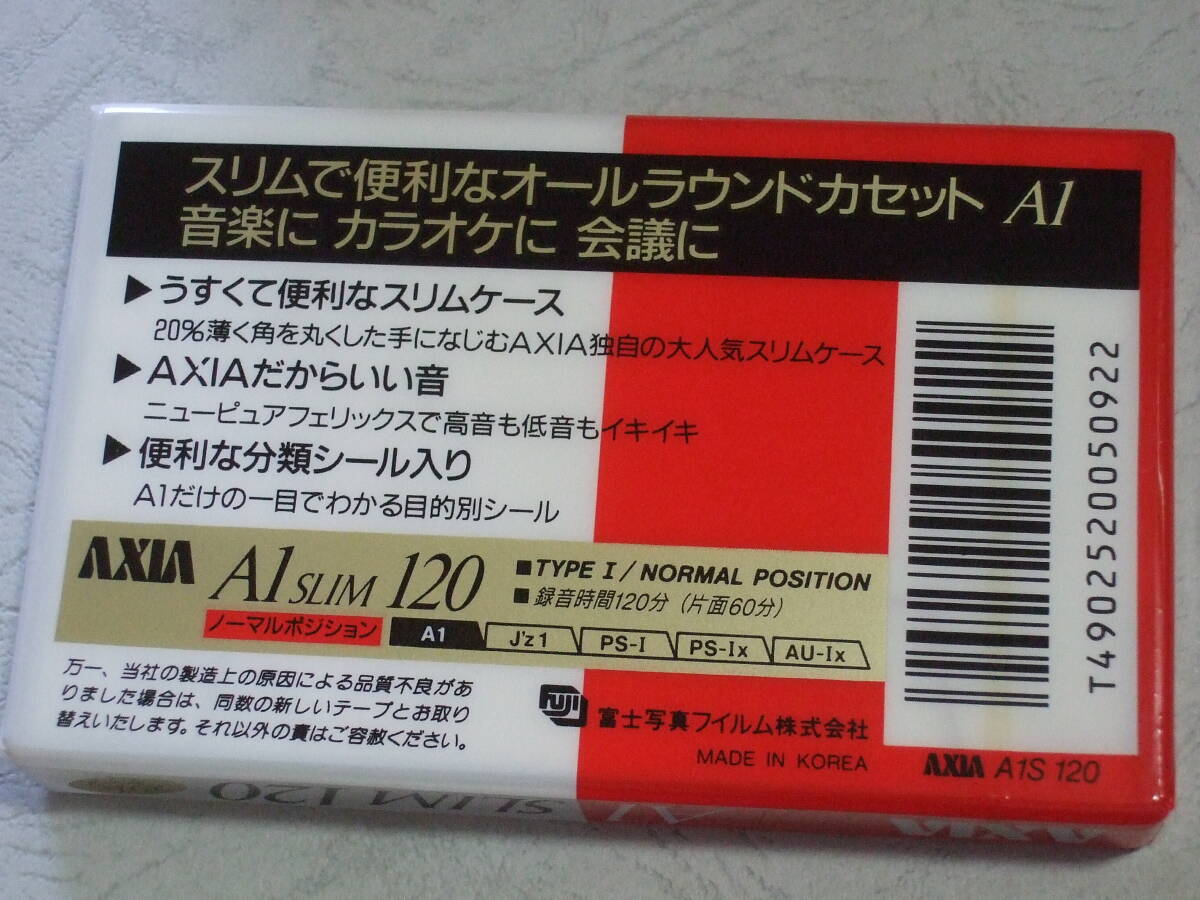 スリムで便利なオールラウンドカセット A1
音楽に カラオケに 会議に
▶うすくて便利なスリムケース
20%薄く角を丸くした手になじむAXIA独自の大人気スリムケース
▶AXIAだからいい音
ニューピュアフェリックスで高音も低音もイキイキ
▶便利な分類シール入り
A1だけの一目でわかる目的別シール
AXIA A1 SLIM 120
ノーマルポジション
■TYPE I/NORMAL POSITION
■録音時間120分(片面60分)
A1 J'z1 PS-I PS-Ix AU-Ix
万一、当社の製造上の原因による品質不良があ
りました場合は、同数の新しいテープとお取り
替えいたします。それ以外の責はご容赦ください。
FUJI 富士写真フイルム株式会社
MADE IN KOREA
T4902520050922
AXIA A1S 120
SLIM 120
AXIA